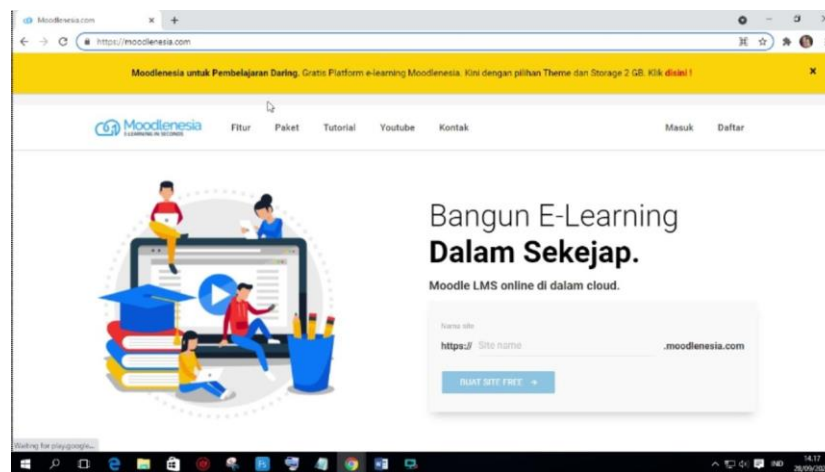 Moodlenesia.com
https://moodlenesia.com
Moodlenesia untuk Pembelajaran Daring. Gratis Platform e-learning Moodlenesia. Kini dengan pilihan Theme dan Storage 2 GB. Klik disini !
Moodlenesia Fitur Paket Tutorial Youtube Kontak Masuk Daftar
E-LEARNING IN SECONDS
Bangun E-Learning
Dalam Sekejap.
Moodle LMS online di dalam cloud.
Nama site
https:// Site name .moodlenesia.com
BUAT SITE FREE
Waiting for play.google...
IND 14.17